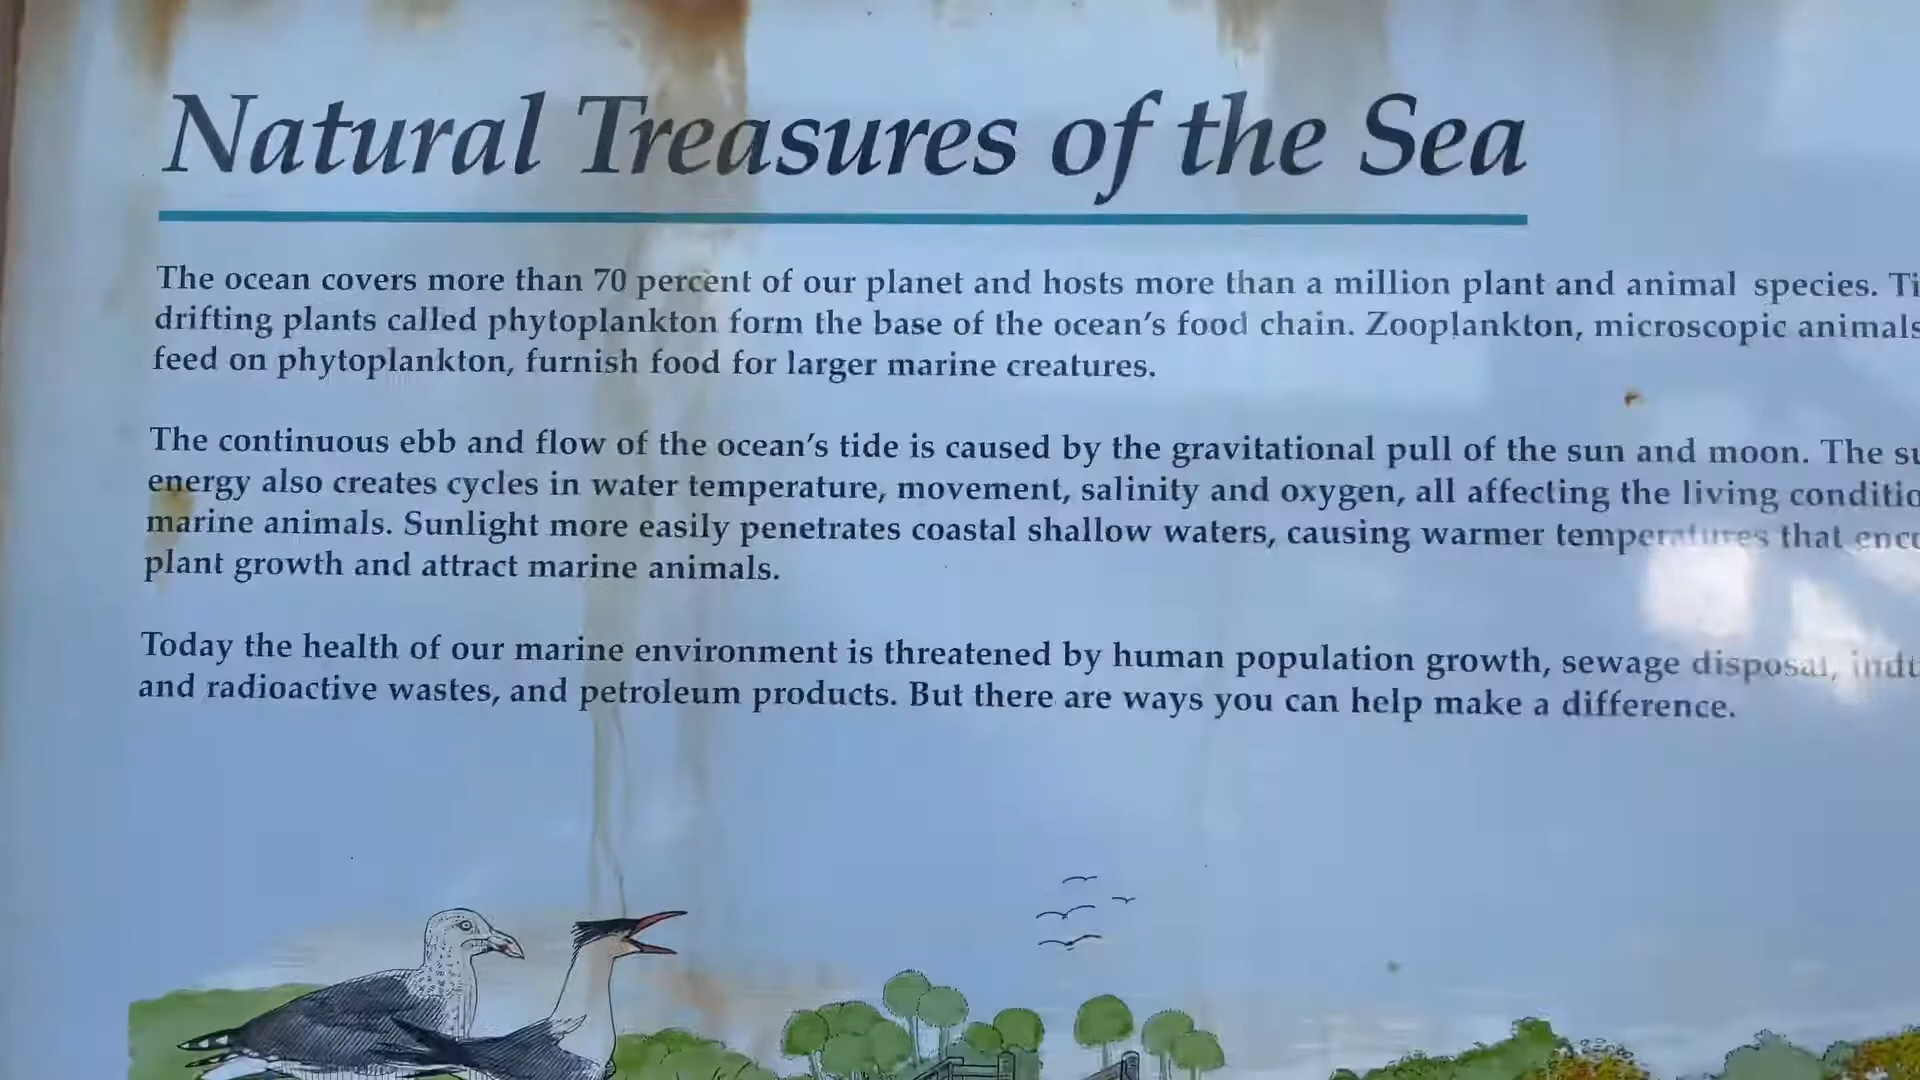 Natural Treasures of the Sea
The ocean covers more than 70 percent of our planet and hosts more than a million plant and animal species.
drifting plants called phytoplankton form the base of the ocean's food chain. Zooplankton, microscopic animals
feed on phytoplankton, furnish food for larger marine creatures.
The continuous ebb and flow of the ocean's tide is caused by the gravitational pull of the sun and moon. The
energy also creates cycles in water temperature, movement, salinity and oxygen, all affecting the living
marine animals. Sunlight more easily penetrates coastal shallow waters, causing warmer temperatures that
plant growth and attract marine animals.
Today the health of our marine environment is threatened by human population growth, sewage disposal,
and radioactive wastes, and petroleum products. But there are ways you can help make a difference.